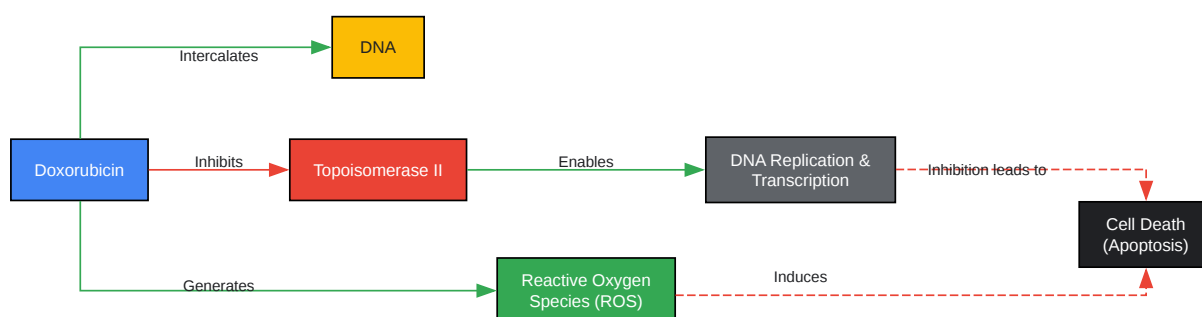 DNA
Intercalates
Doxorubicin
Inhibits
Topoisomerase II
Enables
DNA Replication &
Transcription
Inhibition leads to
Cell Death
(Apoptosis)
Generates
Reactive Oxygen
Species (ROS)
Induces